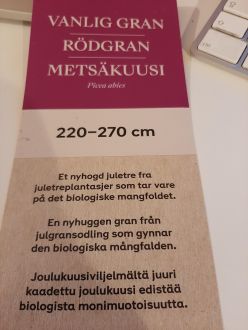 VANLIG GRAN
RÖDGRAN
METSÄKUUSI
Picea abies
220–270 cm
Et nyhogd juletre fra
juletreplantasjer som tar vare
på det biologiske mangfoldet.
En nyhuggen gran från
julgransodling som gynnar
den biologiska mångfalden.
Joulukuusiviljelmältä juuri
kaadettu joulukuusi edistää
biologista monimuotoisuutta.